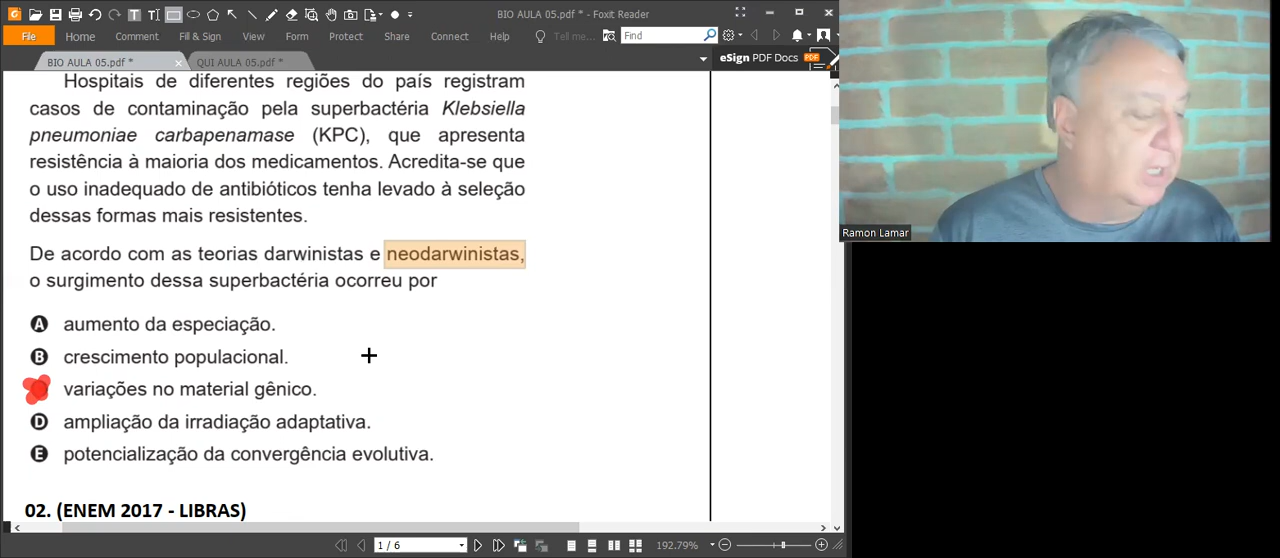 BIO AULA 05.pdf * - Foxit Reader
File Home Comment Fill & Sign View Form Protect Share Connect Help Tell me... Find
BIO AULA 05.pdf * × QUI AULA 05.pdf *
eSign PDF Docs PDF
Hospitais de diferentes regiões do país registram
casos de contaminação pela superbactéria Klebsiella
pneumoniae carbapenamase (KPC), que apresenta
resistência à maioria dos medicamentos. Acredita-se que
o uso inadequado de antibióticos tenha levado à seleção
dessas formas mais resistentes.
De acordo com as teorias darwinistas e neodarwinistas,
o surgimento dessa superbactéria ocorreu por
A aumento da especiação.
B crescimento populacional.
variações no material gênico.
D ampliação da irradiação adaptativa.
E potencialização da convergência evolutiva.
02. (ENEM 2017 - LIBRAS)
1 / 6
192.79%
Ramon Lamar